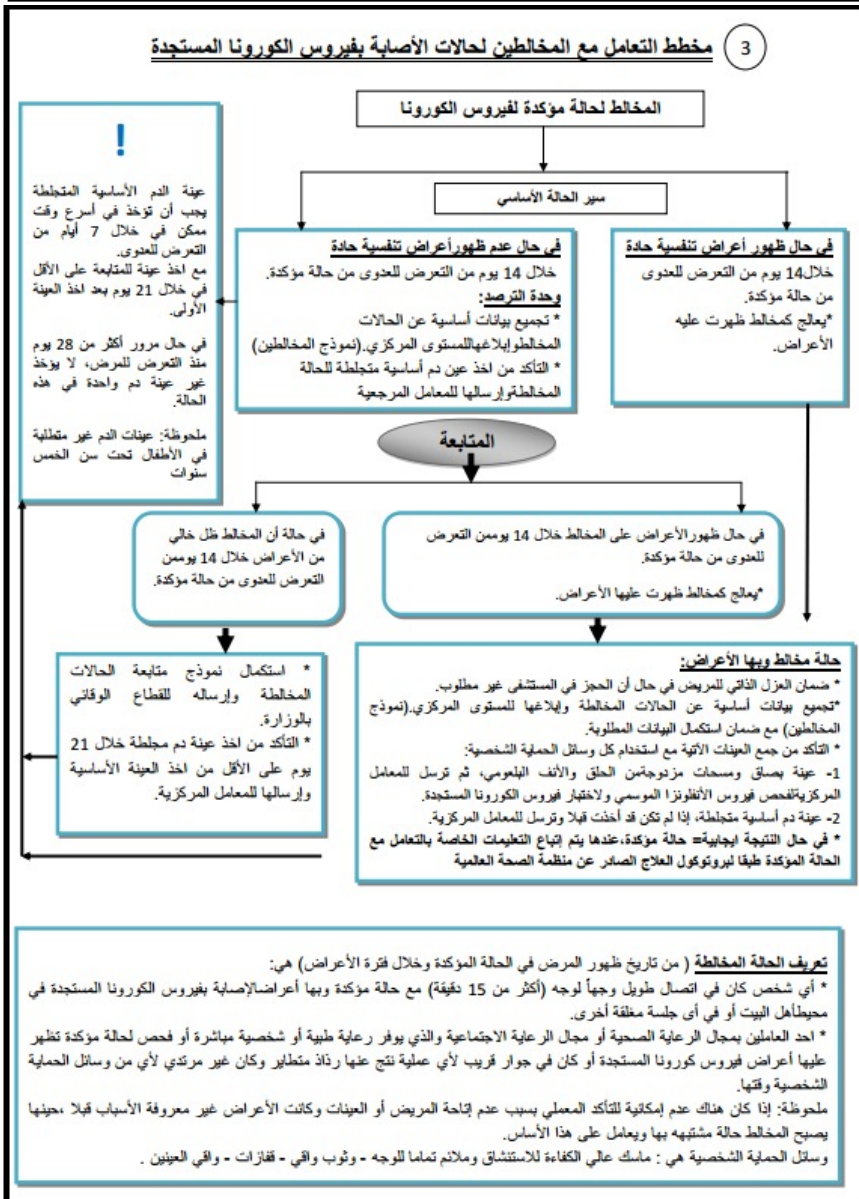 3
مخطط التعامل مع المخالطين لحالات الأصابة بفيروس الكورونا المستجدة
المخالط لحالة مؤكدة لفيروس الكورونا
سير الحالة الأساسي
في حال ظهور أعراض تنفسية حادة
خلال14 يوم من التعرض للعدوى
من حالة مؤكدة.
*يعالج كمخالط ظهرت عليه
الأعراض.
في حال عدم ظهورأعراض تنفسية حادة
خلال 14 يوم من التعرض للعدوى من حالة مؤكدة.
وحدة الترصد:
* تجميع بيانات أساسية عن الحالات
المخالطوإبلاغهاللمستوى المركزي.(نموذج المخالطين)
* التأكد من اخذ عين دم أساسية متجلطة للحالة
المخالطةوإرسالها للمعامل المرجعية
!
عينة الدم الأساسية المتجلطة
يجب أن تؤخذ في أسرع وقت
ممكن في خلال 7 أيام من
التعرض للعدوى.
مع اخذ عينة للمتابعة على الأقل
في خلال 21 يوم بعد اخذ العينة
الأولى.
في حال مرور أكثر من 28 يوم
منذ التعرض للمرض، لا يؤخذ
غير عينة دم واحدة في هذه
الحالة.
ملحوظة: عينات الدم غير متطلبة
في الأطفال تحت سن الخمس
سنوات
المتابعة
في حال ظهورالأعراض على المخالط خلال 14 يوممن التعرض
للعدوى من حالة مؤكدة.
*يعالج كمخالط ظهرت عليها الأعراض.
في حالة أن المخالط ظل خالي
من الأعراض خلال 14 يوممن
التعرض للعدوى من حالة مؤكدة.
حالة مخالط وبها الأعراض:
* ضمان العزل الذاتي للمريض في حال أن الحجز في المستشفى غير مطلوب.
*تجميع بيانات أساسية عن الحالات المخالطة وإبلاغها للمستوى المركزي.(نموذج
المخالطين) مع ضمان استكمال البيانات المطلوبة.
* التأكد من جمع العينات الآتية مع استخدام كل وسائل الحماية الشخصية:
1- عينة بصاق ومسحات مزدوجةمن الحلق والأنف البلعومي، ثم ترسل للمعامل
المركزيةلفحص فيروس الأنفلونزا الموسمي ولاختبار فيروس الكورونا المستجدة.
2- عينة دم أساسية متجلطة، إذا لم تكن قد أخذت قبلا وترسل للمعامل المركزية.
* في حال النتيجة ايجابية= حالة مؤكدة،عندها يتم إتباع التعليمات الخاصة بالتعامل مع
الحالة المؤكدة طبقا لبروتوكول العلاج الصادر عن منظمة الصحة العالمية
* استكمال نموذج متابعة الحالات
المخالطة وإرساله للقطاع الوقائي
بالوزارة.
* التأكد من اخذ عينة دم مجلطة خلال 21
يوم على الأقل من اخذ العينة الأساسية
وإرسالها للمعامل المركزية.
تعريف الحالة المخالطة ( من تاريخ ظهور المرض في الحالة المؤكدة وخلال فترة الأعراض) هي:
* أي شخص كان في اتصال طويل وجهاً لوجه (أكثر من 15 دقيقة) مع حالة مؤكدة وبها أعراضالإصابة بفيروس الكورونا المستجدة في
محيطأهل البيت أو في أى جلسة مغلقة أخرى.
* احد العاملين بمجال الرعاية الصحية أو مجال الرعاية الاجتماعية والذي يوفر رعاية طبية أو شخصية مباشرة أو فحص لحالة مؤكدة تظهر
عليها أعراض فيروس كورونا المستجدة أو كان في جوار قريب لأي عملية نتج عنها رذاذ متطاير وكان غير مرتدي لأي من وسائل الحماية
الشخصية وقتها.
ملحوظة: إذا كان هناك عدم إمكانية للتأكد المعملي بسبب عدم إتاحة المريض أو العينات وكانت الأعراض غير معروفة الأسباب قبلا ،حينها
يصبح المخالط حالة مشتبهه بها ويعامل على هذا الأساس.
وسائل الحماية الشخصية هي : ماسك عالي الكفاءة للاستنشاق وملائم تماما للوجه - وثوب واقي - قفازات - واقي العينين .